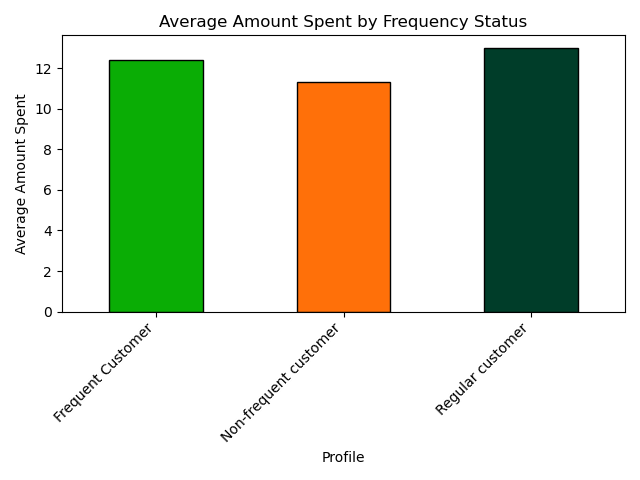 Average Amount Spent by Frequency Status
Average Amount Spent
12
10
8
6
4
2
0
Frequent Customer
Non-frequent customer
Regular customer
Profile